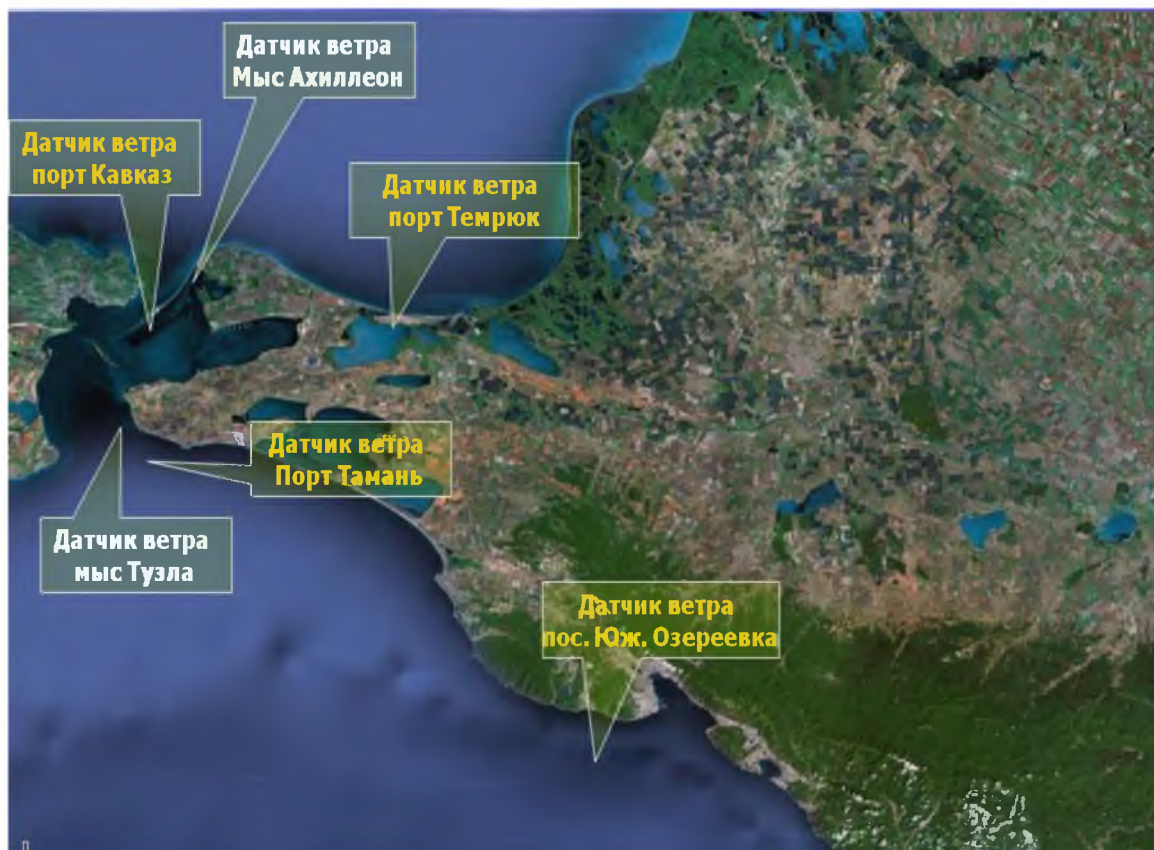 Датчик ветра
Мыс Ахиллеон
Датчик ветра
порт Кавказ
Датчик ветра
порт Темрюк
Датчик ветра
Порт Тамань
Датчик ветра
мыс Тузла
Датчик ветра
пос. Юж. Озереевка